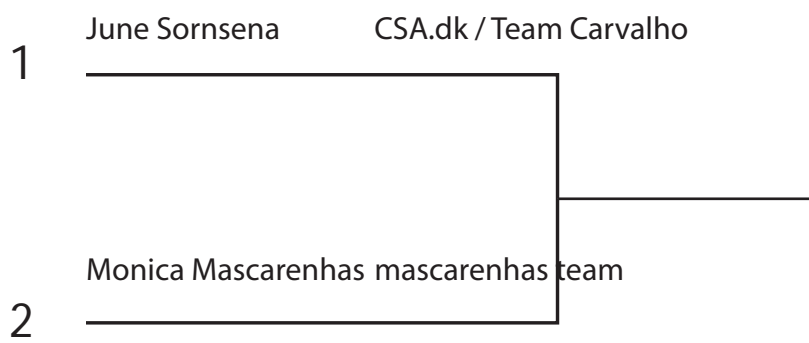 June Sornsena CSA.dk / Team Carvalho
1
Monica Mascarenhas mascarenhas team
2